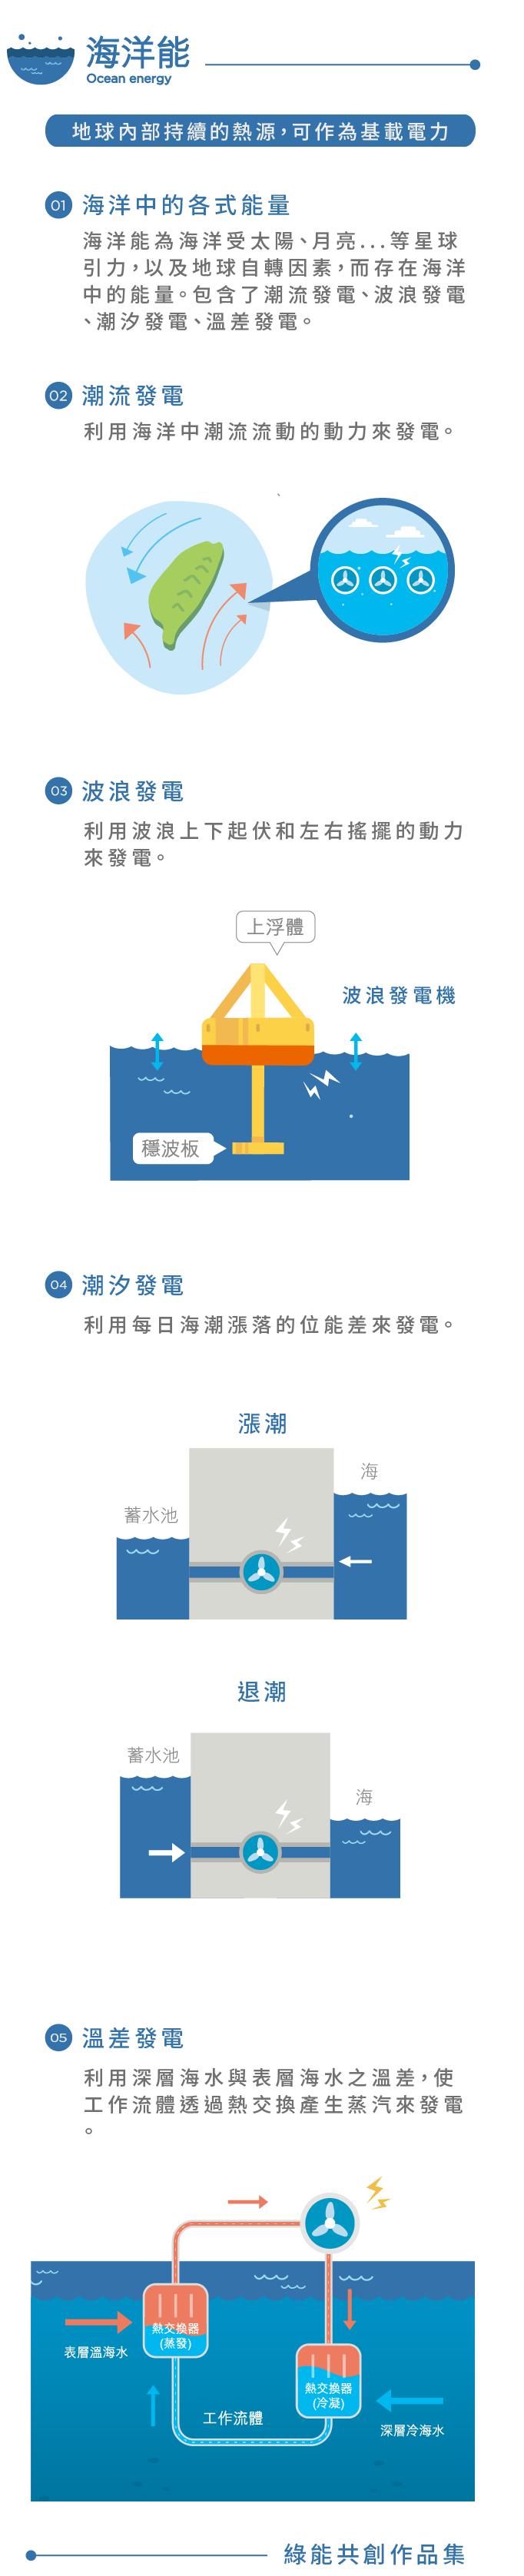 海洋能
Ocean energy
地球內部持續的熱源,可作為基載電力
01 海洋中的各式能量
海洋能為海洋受太陽、月亮...等星球
引力,以及地球自轉因素,而存在海洋
中的能量。包含了潮流發電、波浪發電
、潮汐發電、溫差發電。
02 潮流發電
利用海洋中潮流流動的動力來發電。
、
03 波浪發電
利用波浪上下起伏和左右搖擺的動力
來發電。
上浮體
波浪發電機
穩波板
04 潮汐發電
利用每日海潮漲落的位能差來發電。
漲潮
海
蓄水池
退潮
蓄水池
海
05 溫差發電
利用深層海水與表層海水之溫差,使
工作流體透過熱交換產生蒸汽來發電
。
熱交換器
(蒸發)
表層溫海水
熱交換器
(冷凝)
工作流體
深層冷海水
綠能共創作品集